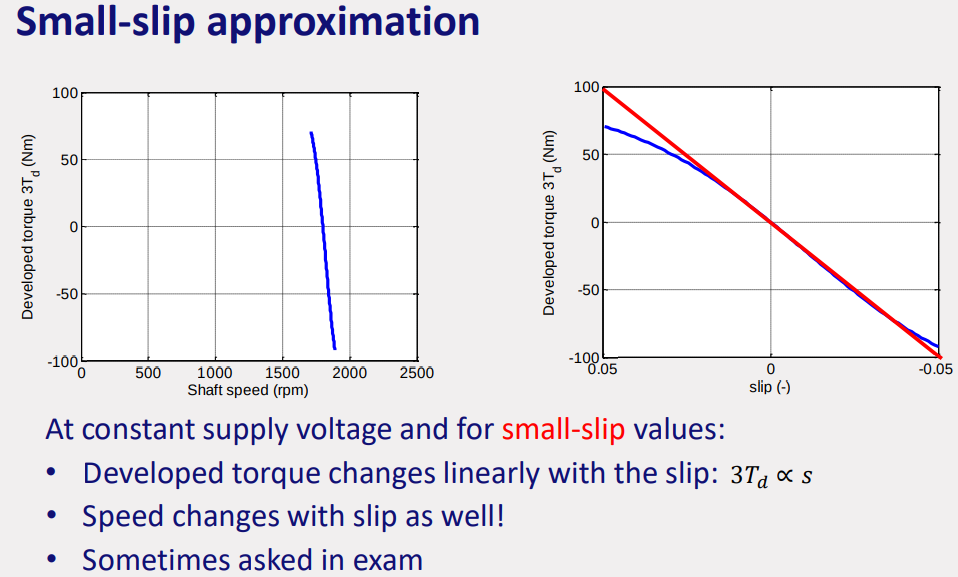 Small-slip approximation
Developed torque 3Td (Nm)
100
50
0
-50
-100
0
500
1000
1500
2000
2500
Shaft speed (rpm)
Developed torque 3Td (Nm)
100
50
0
-50
-100
0.05
0
-0.05
slip (-)
At constant supply voltage and for small-slip values:
• Developed torque changes linearly with the slip: 3T_d ∝ s
• Speed changes with slip as well!
• Sometimes asked in exam